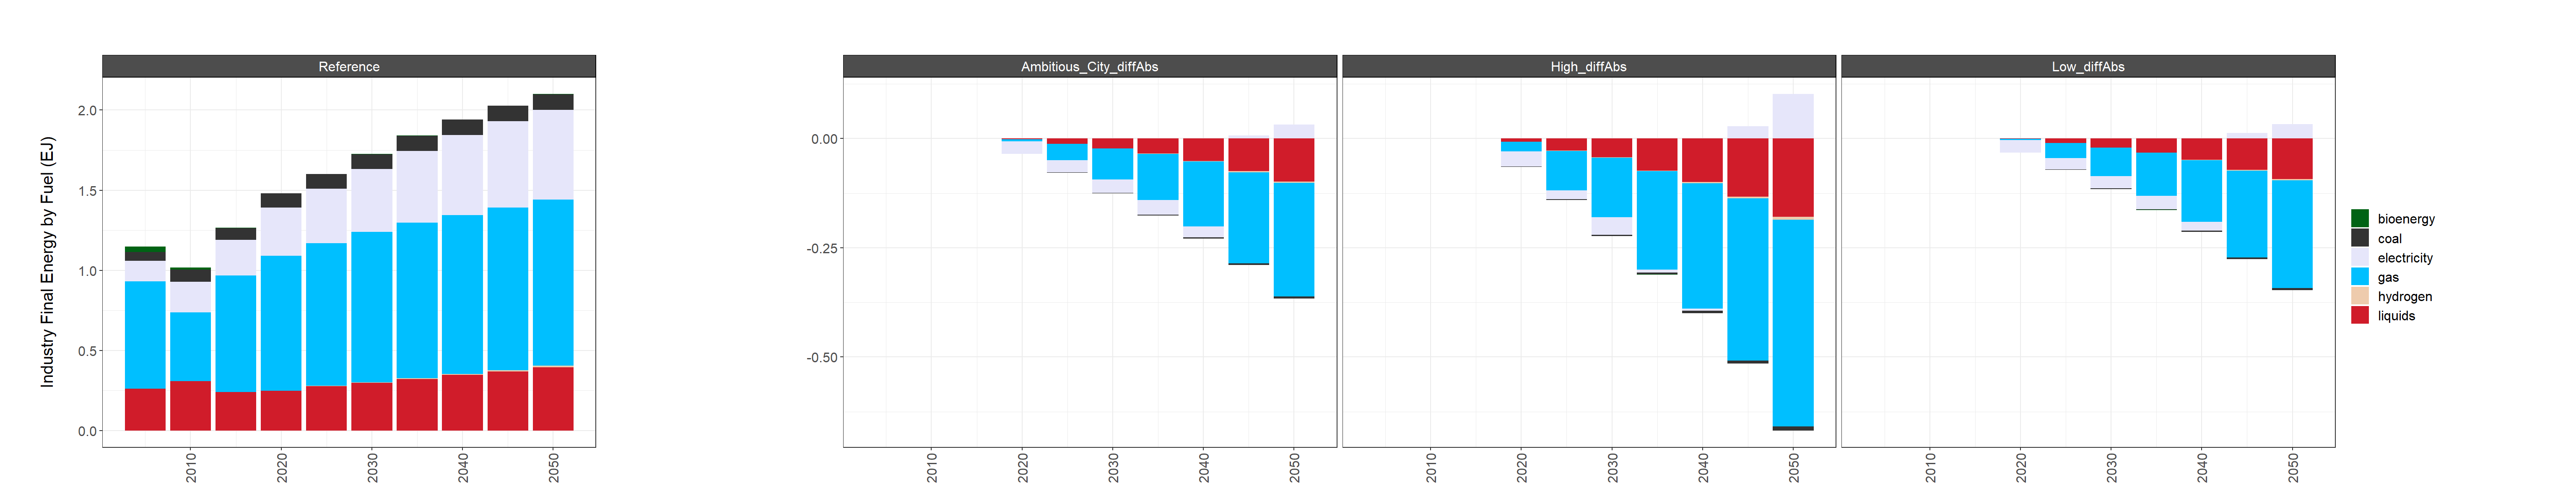 Reference
Ambitious_City_diffAbs
High_diffAbs
Low_diffAbs
Industry Final Energy by Fuel (EJ)
2.0
1.5
1.0
0.5
0.0
0.00
-0.25
-0.50
2010 2020 2030 2040 2050
2010 2020 2030 2040 2050
2010 2020 2030 2040 2050
2010 2020 2030 2040 2050
bioenergy
coal
electricity
gas
hydrogen
liquids